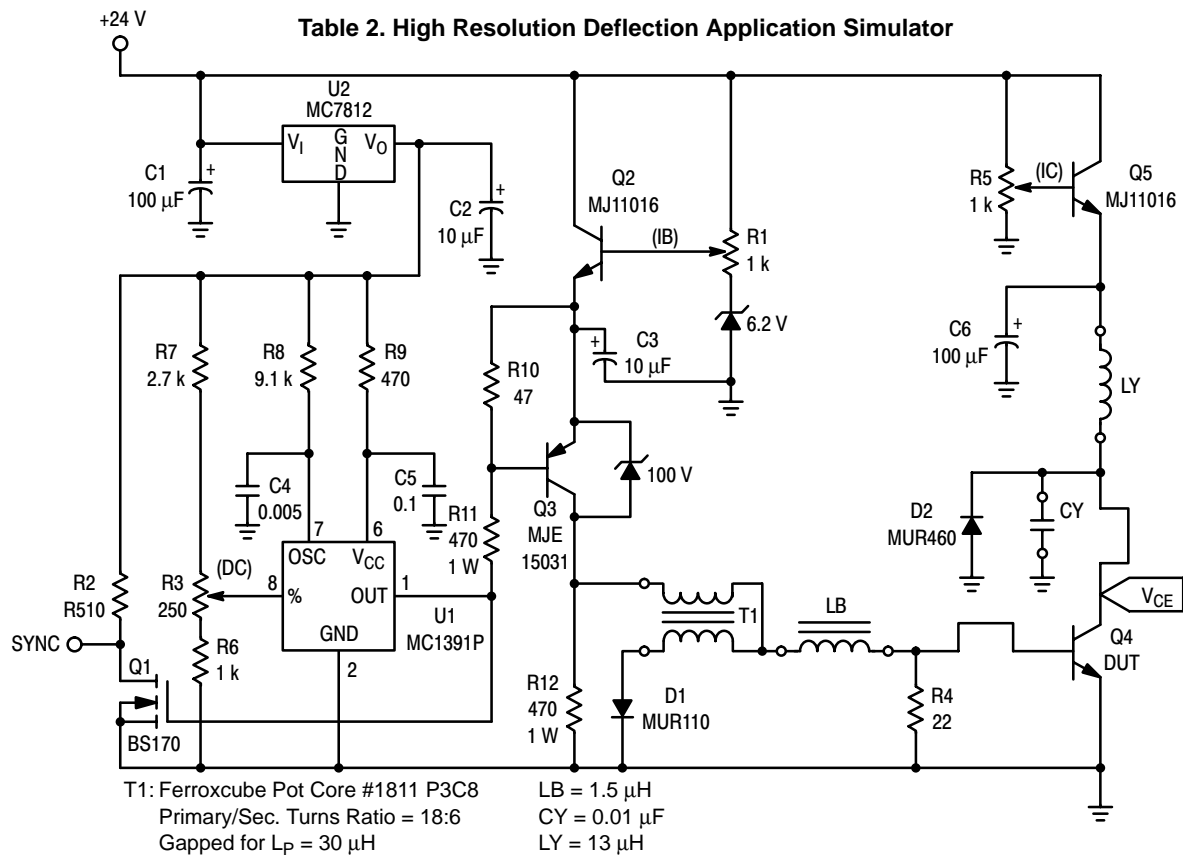 Table 2. High Resolution Deflection Application Simulator
+24 V
U2
MC7812
VI
G
N
D
VO
C1
100 μF
+
C2
10 μF
+
Q2
MJ11016
(IB)
R1
1 k
6.2 V
R5
1 k
(IC)
Q5
MJ11016
R7
2.7 k
R8
9.1 k
R9
470
R10
47
+
C3
10 μF
C6
100 μF
+
LY
C4
0.005
C5
0.1
R11
470
1 W
Q3
MJE
15031
100 V
D2
MUR460
CY
7
6
OSC
VCC
8
%
OUT
1
GND
2
U1
MC1391P
R2
R510
R3
250
(DC)
SYNC
Q1
BS170
R6
1 k
T1
LB
VCE
Q4
DUT
R12
470
1 W
D1
MUR110
R4
22
T1: Ferroxcube Pot Core #1811 P3C8
Primary/Sec. Turns Ratio = 18:6
Gapped for LP = 30 μH
LB = 1.5 μH
CY = 0.01 μF
LY = 13 μH